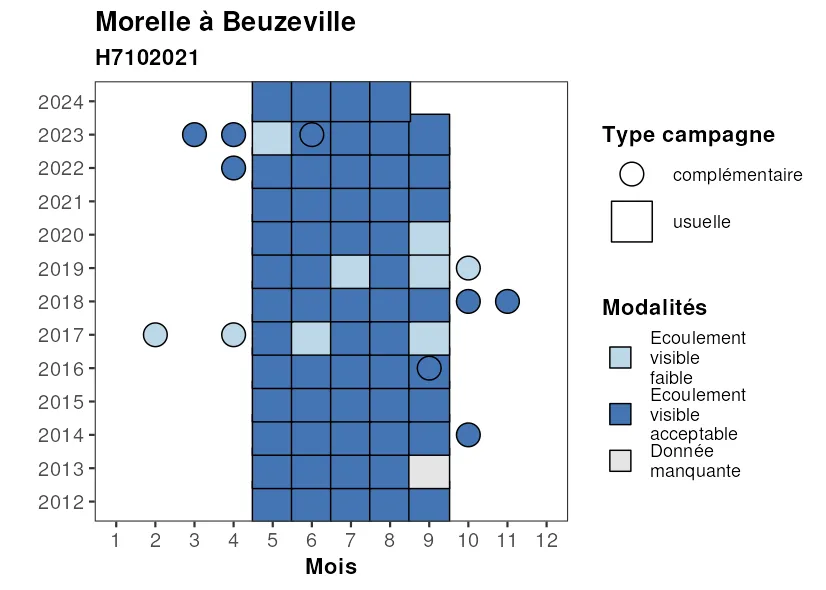 Morelle à Beuzeville
H7102021
2024
2023
2022
2021
2020
2019
2018
2017
2016
2015
2014
2013
2012
1 2 3 4 5 6 7 8 9 10 11 12
Mois
Type campagne
complémentaire
usuelle
Modalités
Ecoulement
visible
faible
Ecoulement
visible
acceptable
Donnée
manquante